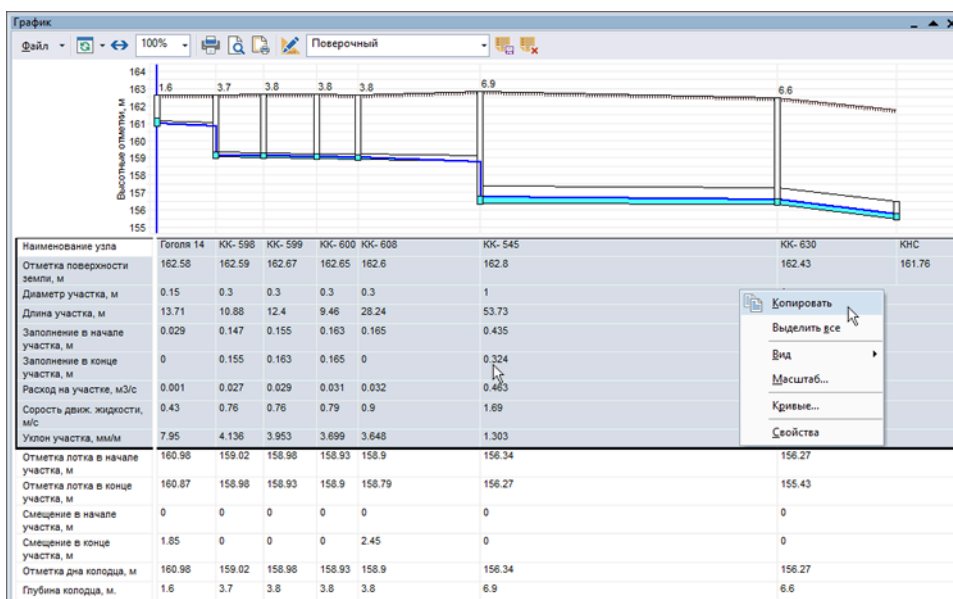 График
Файл 100% Поверочный
Высотные отметки, м
164
163
162
161
160
159
158
157
156
155
1.6 3.7 3.8 3.8 3.8 6.9 6.6
Наименование узла Гоголя 14 КК- 598 КК- 599 КК- 600 КК- 608 КК- 545 КК- 630 КНС
Отметка поверхности 162.58 162.59 162.67 162.65 162.6 162.8 162.43 161.76
земли, м
Диаметр участка, м 0.15 0.3 0.3 0.3 0.3 1
Длина участка, м 13.71 10.88 12.4 9.46 28.24 53.73
Заполнение в начале 0.029 0.147 0.155 0.163 0.165 0.435
участка, м
Заполнение в конце 0 0.155 0.163 0.165 0 0.324
участка, м
Расход на участке, м3/с 0.001 0.027 0.029 0.031 0.032 0.463
Сорость движ. жидкости, 0.43 0.76 0.76 0.79 0.9 1.69
м/с
Уклон участка, мм/м 7.95 4.136 3.953 3.699 3.648 1.303
Копировать
Выделить все
Вид
Масштаб...
Кривые...
Свойства
Отметка лотка в начале 160.98 159.02 158.98 158.93 158.9 156.34 156.27
участка, м
Отметка лотка в конце 160.87 158.98 158.93 158.9 158.79 156.27 155.43
участка, м
Смещение в начале 0 0 0 0 0 0 0
участка, м
Смещение в конце 1.85 0 0 0 2.45 0 0
участка, м
Отметка дна колодца, м 160.98 159.02 158.98 158.93 158.9 156.34 156.27
Глубина колодца, м. 1.6 3.7 3.8 3.8 3.8 6.9 6.6